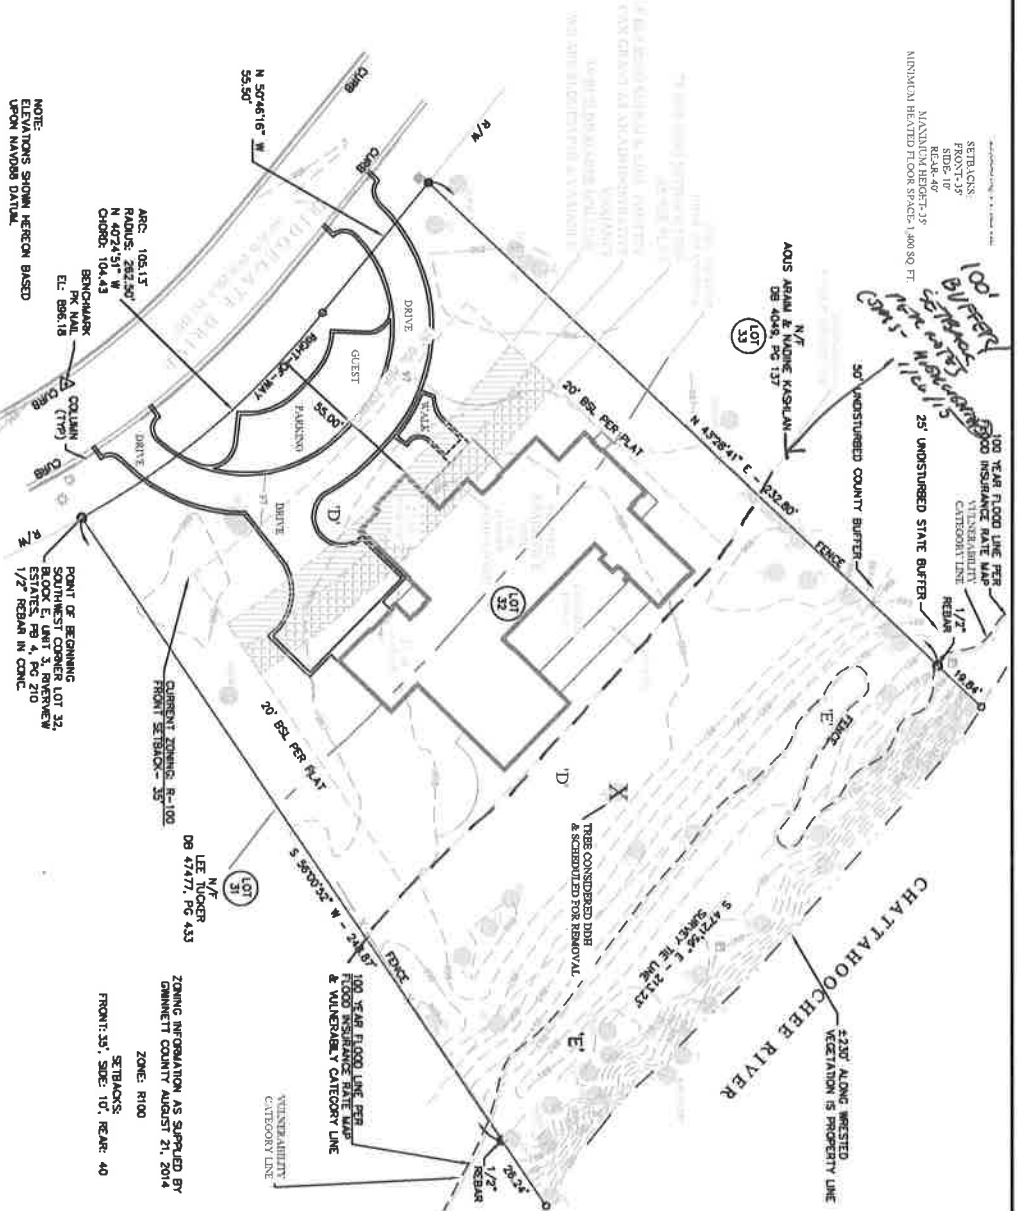 SETBACKS:
FRONT-35'
SIDE-10'
REAR-40'
MAXIMUM HEIGHT-35'
MINIMUM HEATED FLOOR SPACE-1,400 SQ. FT.
100'
BUFFER
SETBACK
100 YEAR FLOOD LINE PER
FLOOD INSURANCE RATE MAP
VULNERABILITY
CATEGORY LINE
1/2"
REBAR
25' UNDISTURBED STATE BUFFER
50' UNDISTURBED COUNTY BUFFER
19.84'
N/F
AOUS ARAIM & NADINE KASHLAN
DB 4049, PG 137
LOT
33
20' BSL PER PLAT
N 43°28'41" E - 232.80'
FENCE
FENCE
'E'
CHATTAHOOCHEE RIVER
±230' ALONG WRESTED
VEGETATION IS PROPERTY LINE
S 47°21'56" E - 213.23'
SURVEY TIE LINE
X
TREE CONSIDERED DDH
& SCHEDULED FOR REMOVAL
'D'
'E'
LOT
32
R/W
CURB
CURB
N 50°46'16" W
55.50'
DRIVE
GUEST
PARKING
WALK
RIGHT-OF-WAY
55.00'
'D'
DRIVE
DRIVE
ARC: 105.13'
RADIUS: 262.50'
N 40°24'51" W
CHORD: 104.43
BENCHMARK
PK NAIL
EL: 896.18
CURB
COLUMN
(TYP)
CURB
R/W
NOTE:
ELEVATIONS SHOWN HEREON BASED
UPON NAVD88 DATUM.
POINT OF BEGINNING
SOUTHWEST CORNER LOT 32,
BLOCK E, UNIT 3, RIVERVIEW
ESTATES, PB 4, PG 210
1/2" REBAR IN CONC.
CURRENT ZONING: R-100
FRONT SETBACK- 35'
20' BSL PER PLAT
N/F
LEE TUCKER
DB 47477, PG 433
LOT
31
FENCE
100 YEAR FLOOD LINE PER
FLOOD INSURANCE RATE MAP
& VULNERABILY CATEGORY LINE
1/2"
REBAR
26.24'
VULNERABILITY
CATEGORY LINE
ZONING INFORMATION AS SUPPLIED BY
GWINNETT COUNTY AUGUST 21, 2014
ZONE: R100
SETBACKS:
FRONT:35', SIDE: 10', REAR: 40